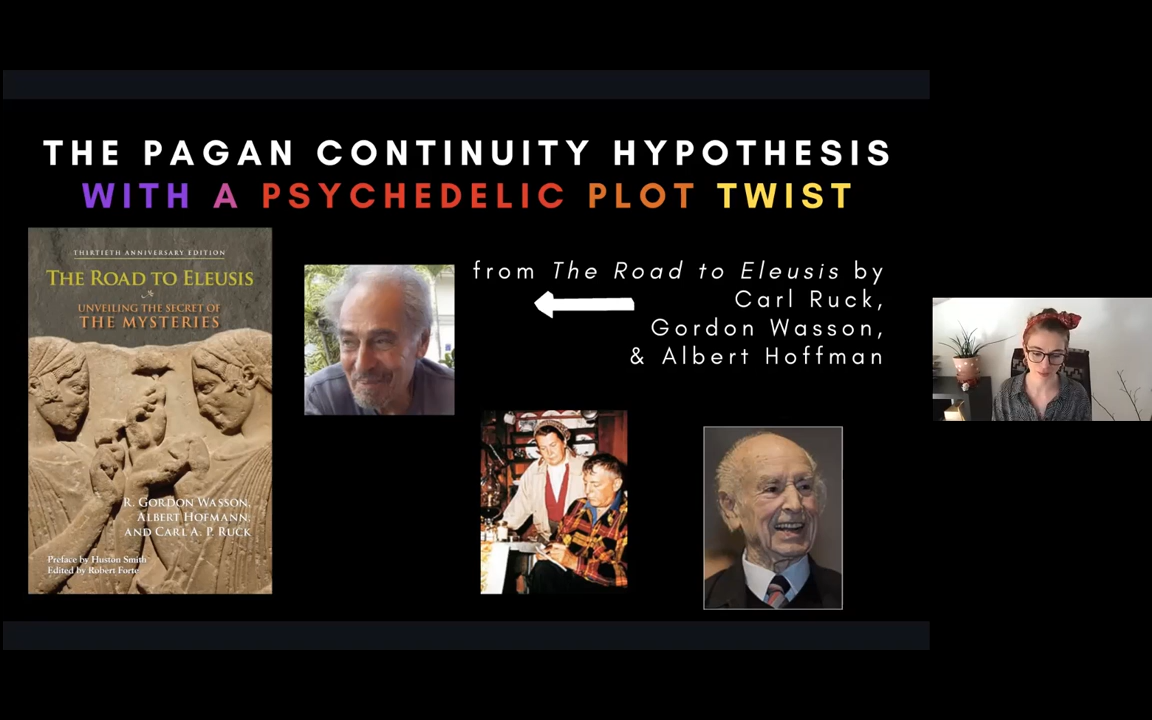 THE PAGAN CONTINUITY HYPOTHESIS
WITH A PSYCHEDELIC PLOT TWIST
THIRTIETH ANNIVERSARY EDITION
THE ROAD TO ELEUSIS
UNVEILING THE SECRET OF
THE MYSTERIES
R. GORDON WASSON,
ALBERT HOFMANN,
AND CARL A. P. RUCK
Preface by Huston Smith
Edited by Robert Forte
from The Road to Eleusis by
Carl Ruck,
Gordon Wasson,
& Albert Hoffman